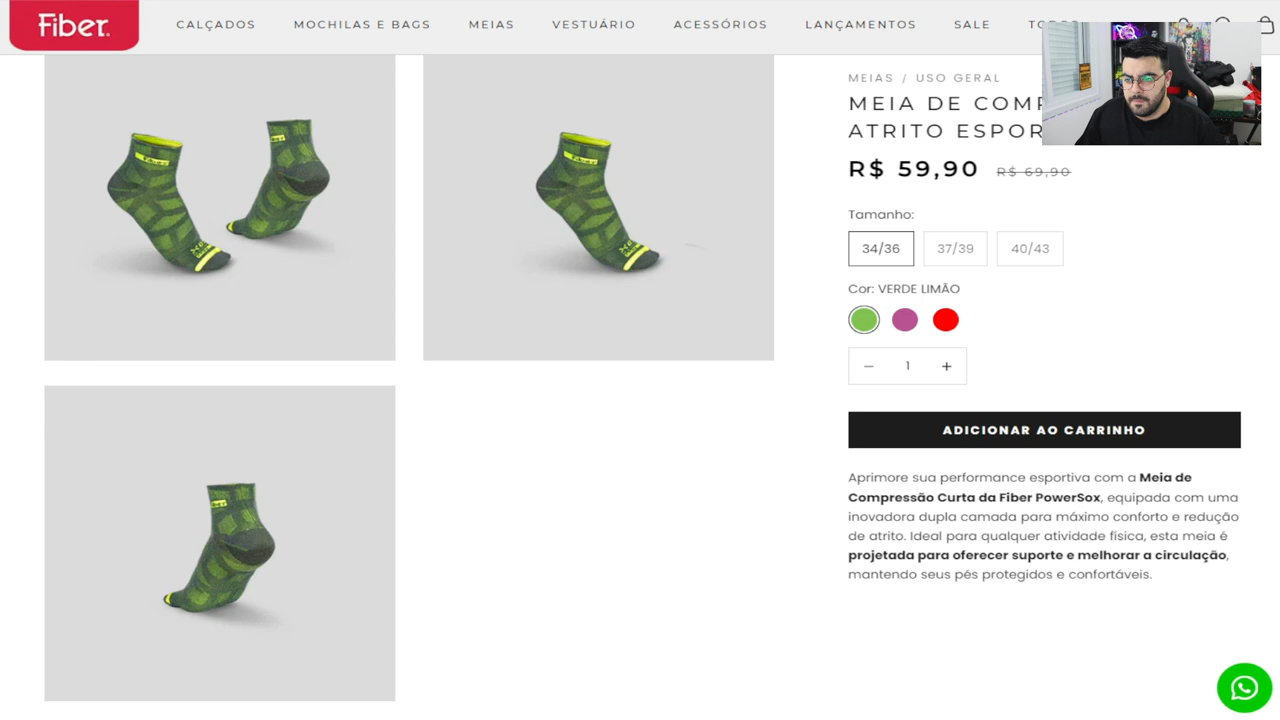 Fiber.
CALÇADOS MOCHILAS E BAGS MEIAS VESTUÁRIO ACESSÓRIOS LANÇAMENTOS SALE
MEIAS / USO GERAL
MEIA DE
ATRITO
R$ 59,90 R$ 69,90
Tamanho:
34/36 37/39 40/43
Cor: VERDE LIMÃO
− 1 +
ADICIONAR AO CARRINHO
Aprimore sua performance esportiva com a Meia de
Compressão Curta da Fiber PowerSox, equipada com uma
inovadora dupla camada para máximo conforto e redução
de atrito. Ideal para qualquer atividade física, esta meia é
projetada para oferecer suporte e melhorar a circulação,
mantendo seus pés protegidos e confortáveis.